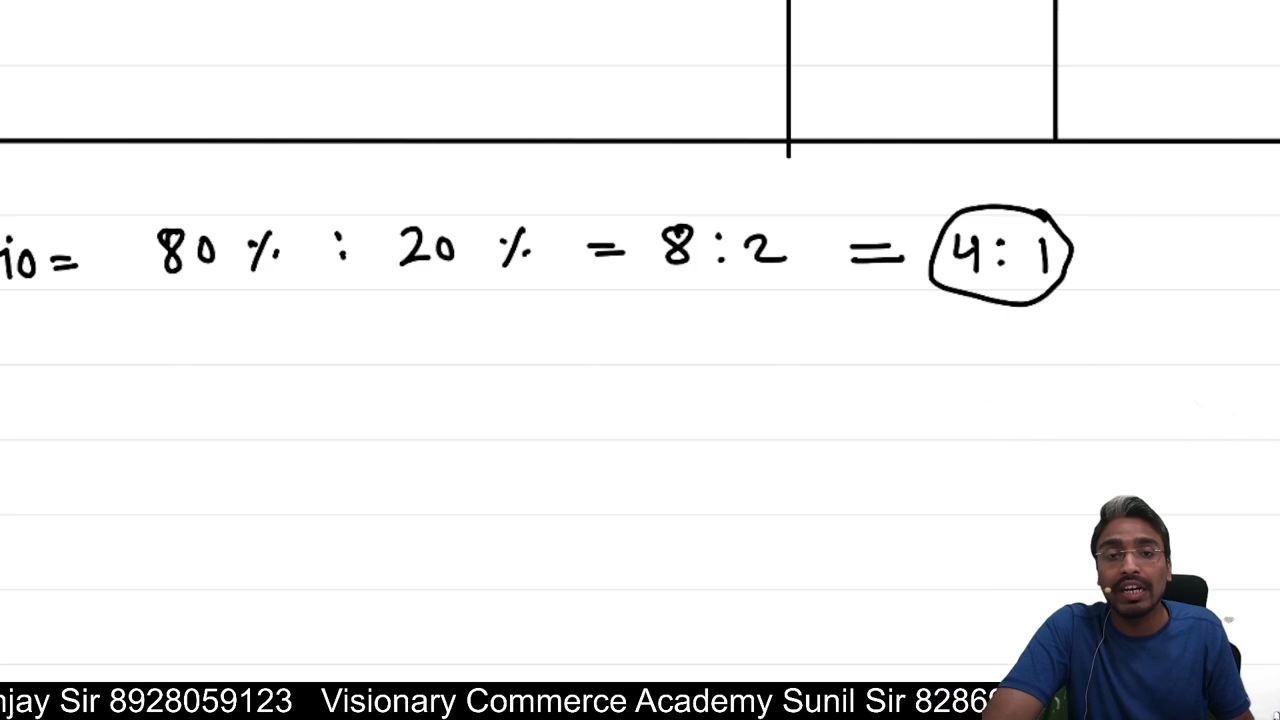 io = 80 % : 20 % = 8 : 2 = 4 : 1
njay Sir 8928059123 Visionary Commerce Academy Sunil Sir 8286